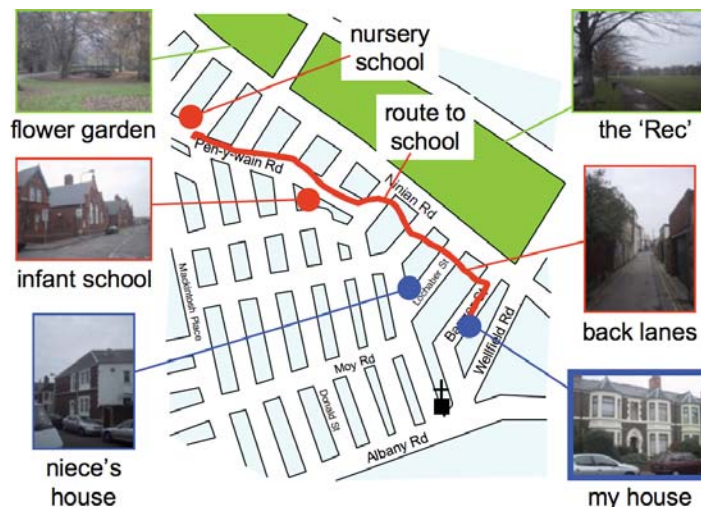 nursery
school
flower garden
the 'Rec'
route to
school
Pen-y-wain Rd
Ninian Rd
infant school
Mackintosh Place
Lochaber St
back lanes
Wellfield Rd
Moy Rd
Donald St
Albany Rd
niece's
house
my house